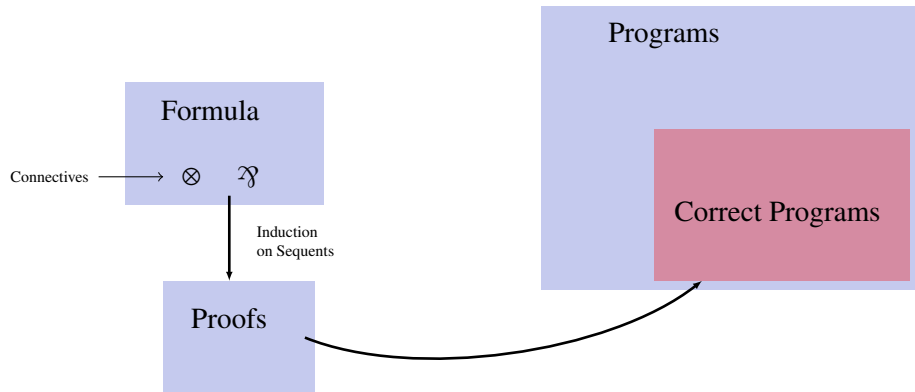 Programs
Formula
Connectives
⊗ ⅋
Correct Programs
Induction
on Sequents
Proofs